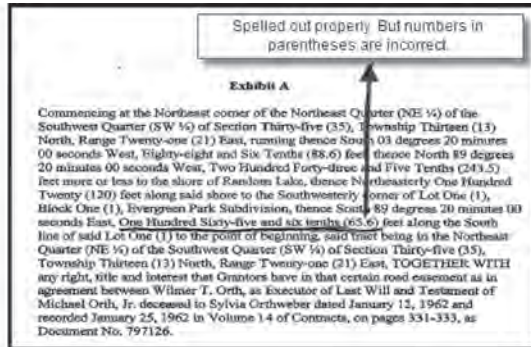 Spelled out properly. But numbers in
parentheses are incorrect.
Exhibit A
Commencing at the Northeast corner of the Northeast Quarter (NE ¼) of the
Southwest Quarter (SW ¼) of Section Thirty-five (35), Township Thirteen (13)
North, Range Twenty-one (21) East, running thence South 03 degrees 20 minutes
00 seconds West, Eighty-eight and Six Tenths (88.6) feet thence North 89 degrees
20 minutes 00 seconds West, Two Hundred Forty-three and Five Tenths (243.5)
feet more or less to the shore of Random Lake, thence Northeasterly One Hundred
Twenty (120) feet along said shore to the Southwesterly corner of Lot One (1),
Block One (1), Evergreen Park Subdivision, thence South 89 degrees 20 minutes 00
seconds East, One Hundred Sixty-five and six tenths (65.6) feet along the South
line of said Lot One (1) to the point of beginning, said tract being in the Northeast
Quarter (NE ¼) of the Southwest Quarter (SW ¼) of Section Thirty-five (35),
Township Thirteen (13) North, Range Twenty-one (21) East, TOGETHER WITH
any right, title and interest that Grantors have in that certain road easement as in
agreement between Wilmer T. Orth, as Executor of Last Will and Testament of
Michael Orth, Jr. deceased to Sylvia Orthweber dated January 12, 1962 and
recorded January 25, 1962 in Volume 14 of Contracts, on pages 331-333, as
Document No. 797126.